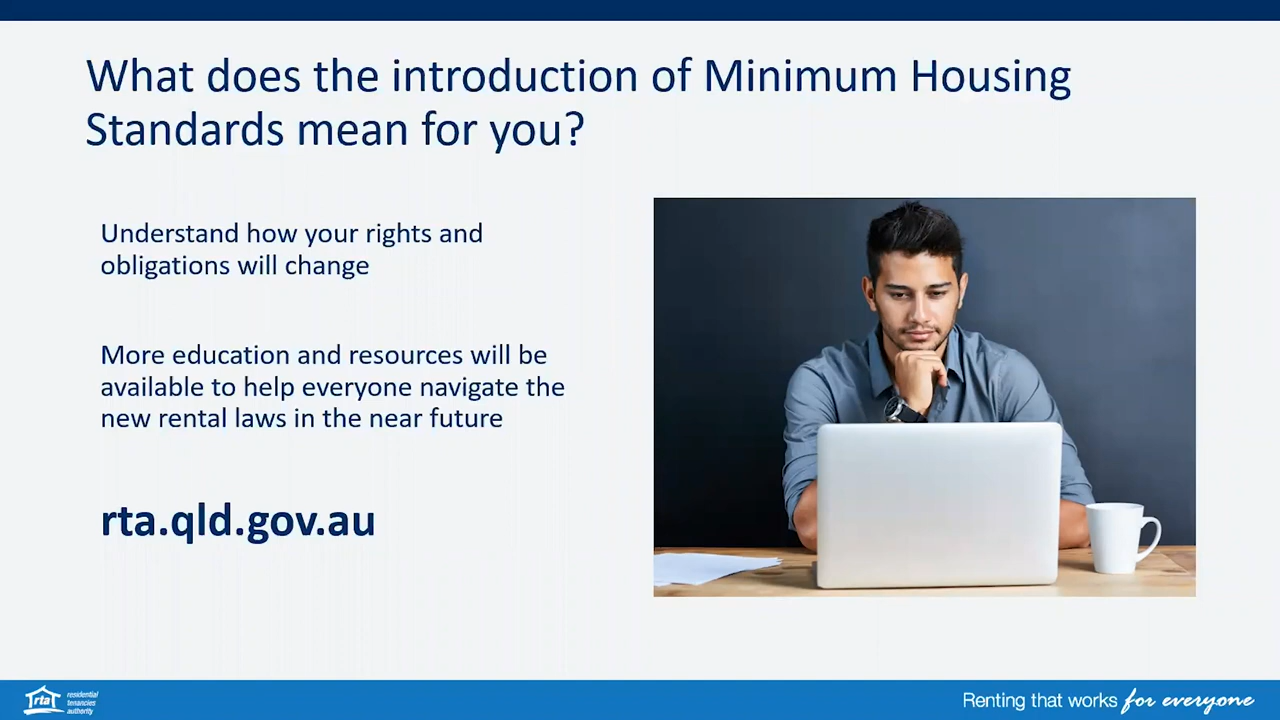 What does the introduction of Minimum Housing
Standards mean for you?
Understand how your rights and
obligations will change
More education and resources will be
available to help everyone navigate the
new rental laws in the near future
rta.qld.gov.au
rta
residential
tenancies
authority
Renting that works for everyone